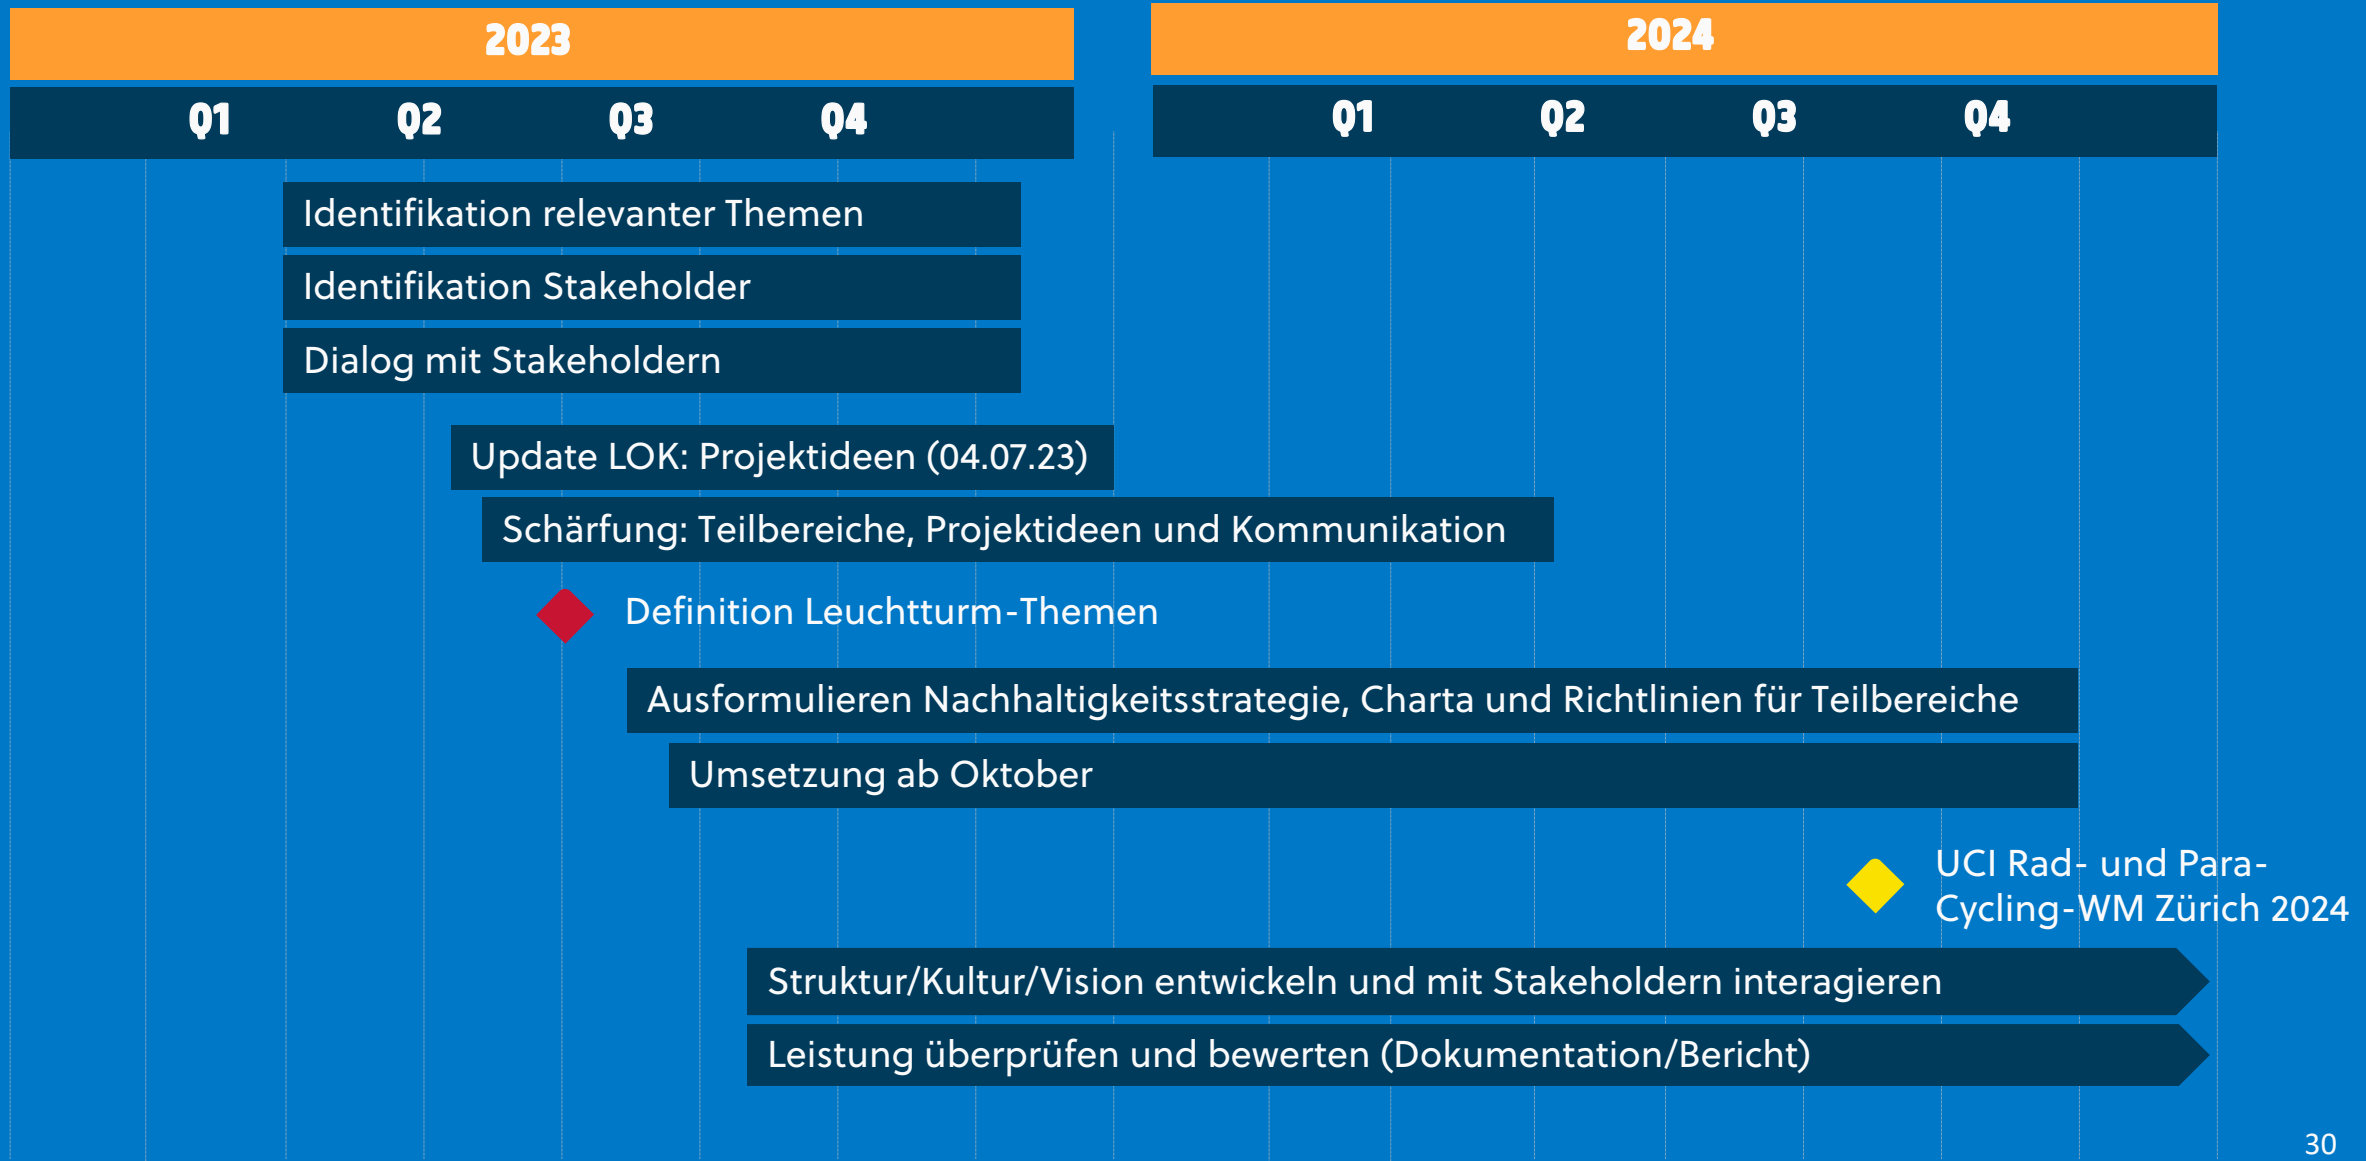 2023
2024
Q1 Q2 Q3 Q4
Q1 Q2 Q3 Q4
Identifikation relevanter Themen
Identifikation Stakeholder
Dialog mit Stakeholdern
Update LOK: Projektideen (04.07.23)
Schärfung: Teilbereiche, Projektideen und Kommunikation
Definition Leuchtturm-Themen
Ausformulieren Nachhaltigkeitsstrategie, Charta und Richtlinien für Teilbereiche
Umsetzung ab Oktober
UCI Rad- und Para-
Cycling-WM Zürich 2024
Struktur/Kultur/Vision entwickeln und mit Stakeholdern interagieren
Leistung überprüfen und bewerten (Dokumentation/Bericht)
30